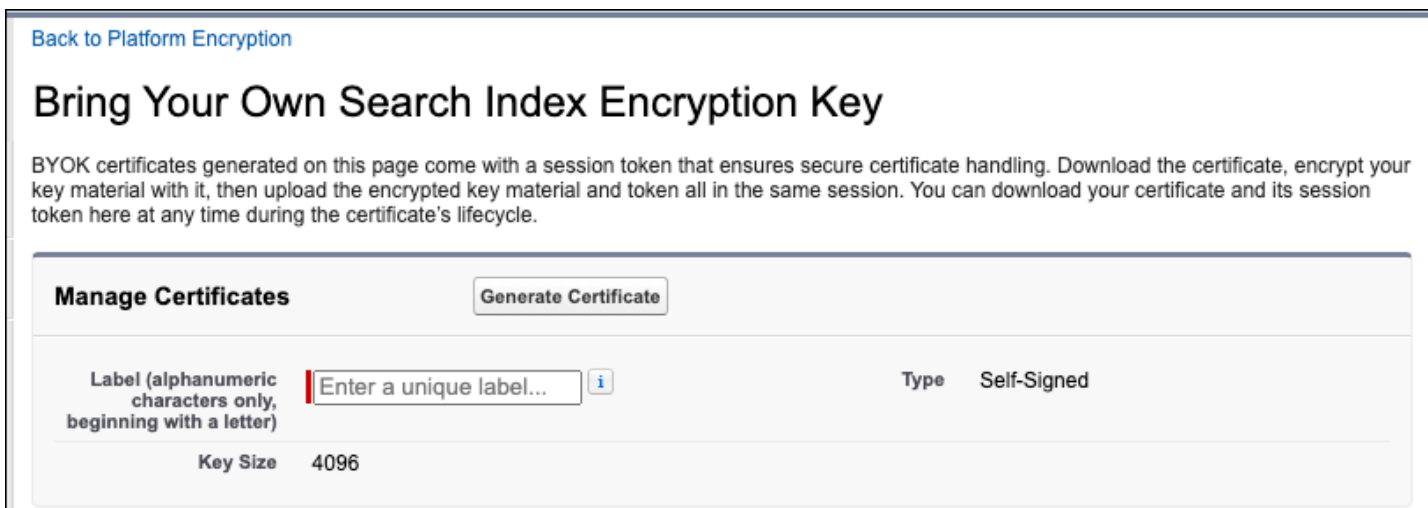 Back to Platform Encryption
Bring Your Own Search Index Encryption Key
BYOK certificates generated on this page come with a session token that ensures secure certificate handling. Download the certificate, encrypt your
key material with it, then upload the encrypted key material and token all in the same session. You can download your certificate and its session
token here at any time during the certificate's lifecycle.
Manage Certificates
Generate Certificate
Label (alphanumeric
characters only,
beginning with a letter)
Enter a unique label...
i
Type
Self-Signed
Key Size
4096